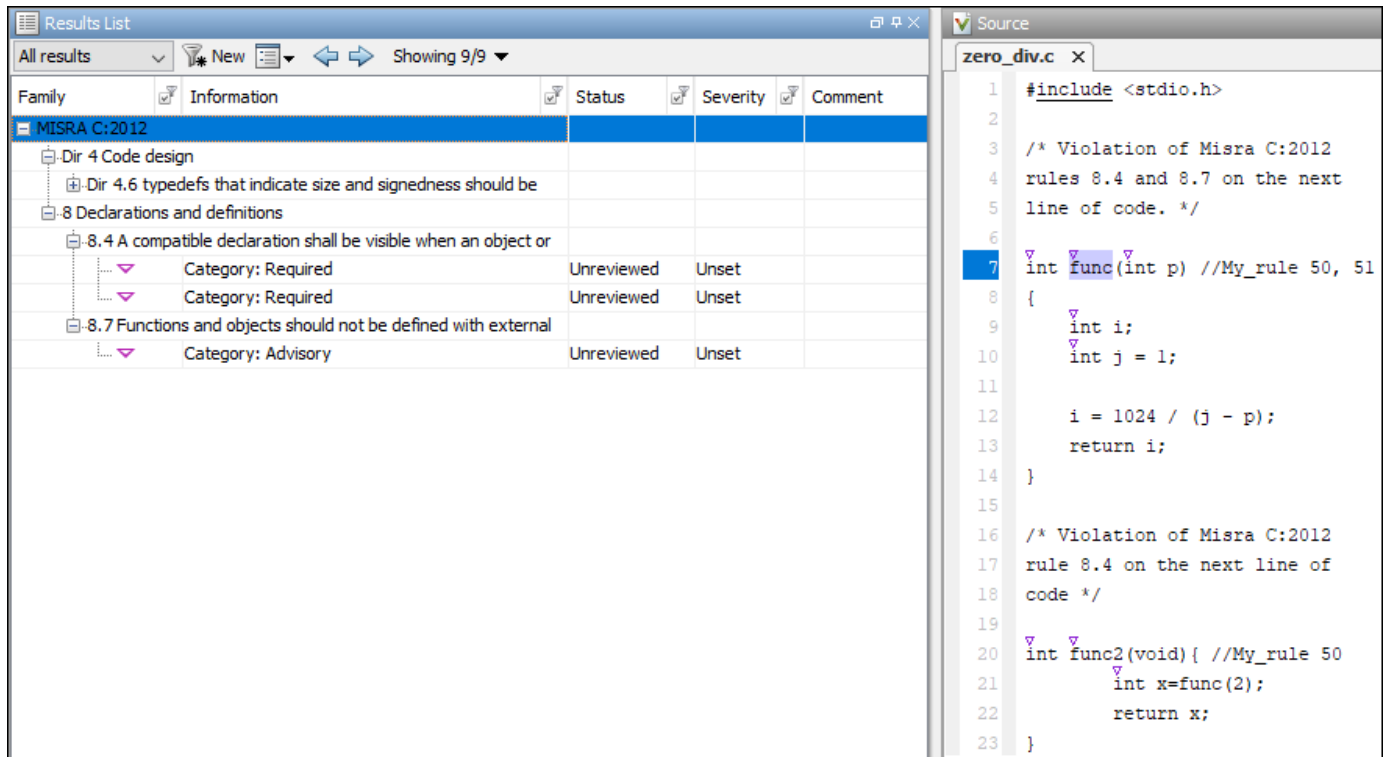 Results List
All results New Showing 9/9
Family Information Status Severity Comment
MISRA C:2012
Dir 4 Code design
Dir 4.6 typedefs that indicate size and signedness should be
8 Declarations and definitions
8.4 A compatible declaration shall be visible when an object or
Category: Required Unreviewed Unset
Category: Required Unreviewed Unset
8.7 Functions and objects should not be defined with external
Category: Advisory Unreviewed Unset
Source
zero_div.c X
1 #include <stdio.h>
2
3 /* Violation of Misra C:2012
4 rules 8.4 and 8.7 on the next
5 line of code. */
6
7 int func(int p) //My_rule 50, 51
8 {
9 int i;
10 int j = 1;
11
12 i = 1024 / (j - p);
13 return i;
14 }
15
16 /* Violation of Misra C:2012
17 rule 8.4 on the next line of
18 code */
19
20 int func2(void){ //My_rule 50
21 int x=func(2);
22 return x;
23 }